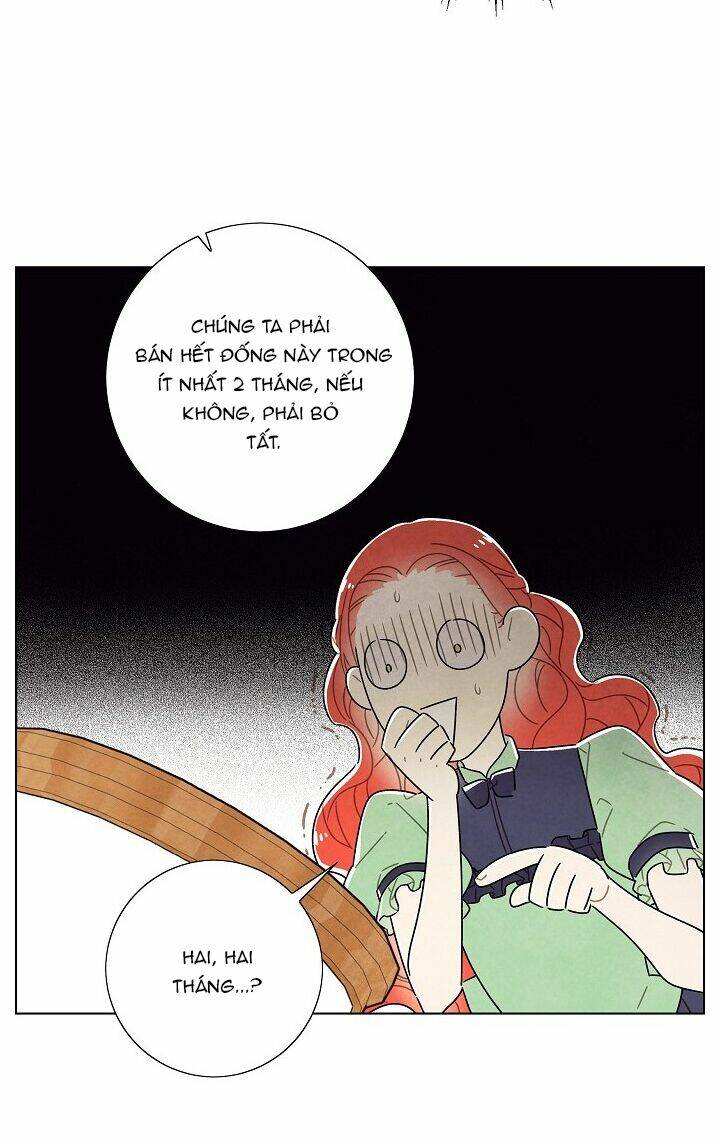 CHÚNG TA PHẢI
BÁN HẾT ĐỐNG NÀY TRONG
ÍT NHẤT 2 THÁNG, NẾU
KHÔNG, PHẢI BỎ
TẤT.
HAI, HAI
THÁNG...?